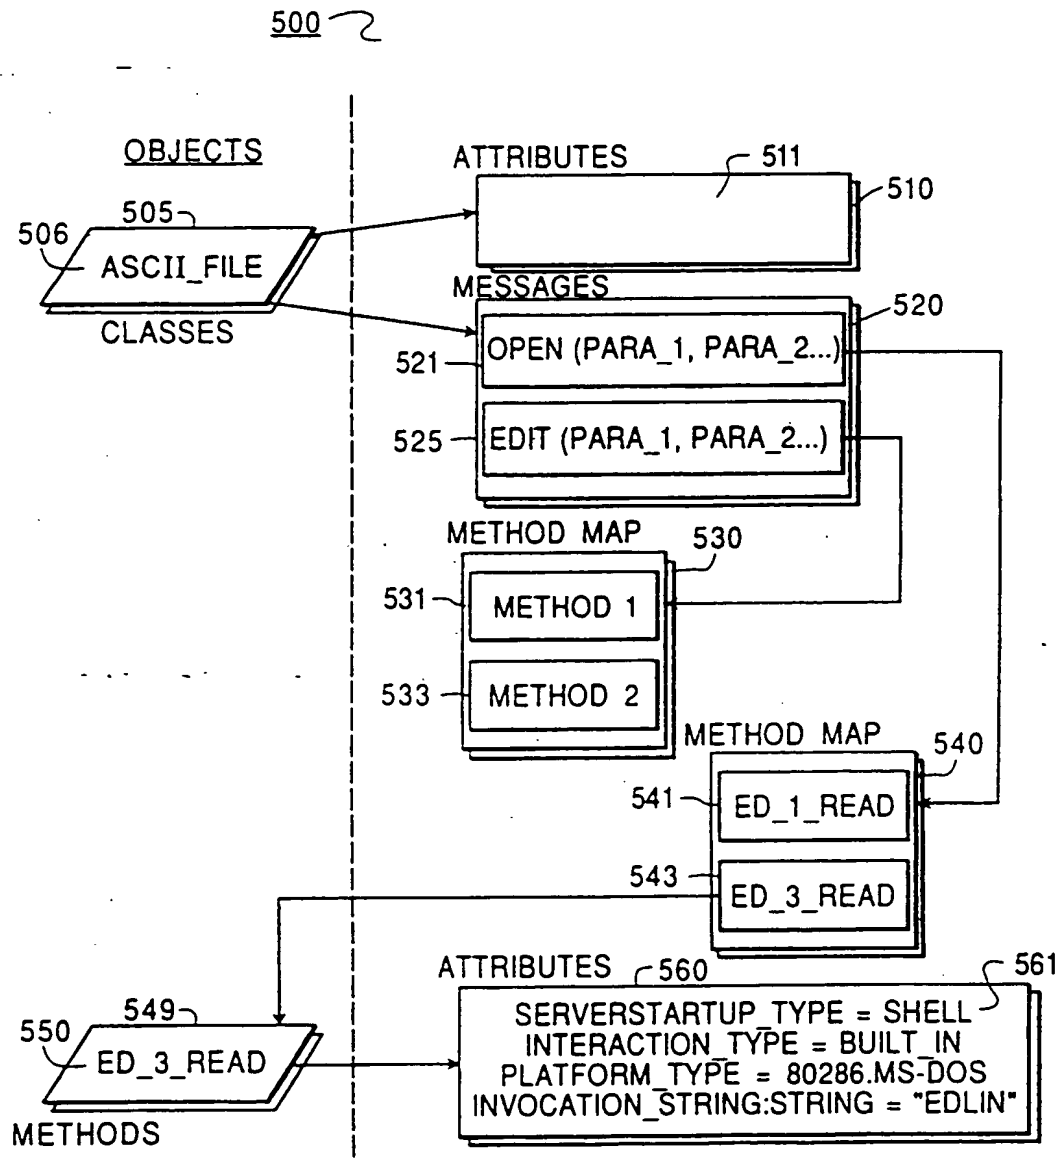 500
OBJECTS
ATTRIBUTES
511
510
505
506
ASCII_FILE
CLASSES
MESSAGES
520
OPEN (PARA_1, PARA_2...)
521
EDIT (PARA_1, PARA_2...)
525
METHOD MAP
530
531
METHOD 1
533
METHOD 2
METHOD MAP
540
541
ED_1_READ
543
ED_3_READ
ATTRIBUTES
560
561
SERVERSTARTUP_TYPE = SHELL
INTERACTION_TYPE = BUILT_IN
PLATFORM_TYPE = 80286.MS-DOS
INVOCATION_STRING:STRING = "EDLIN"
549
550
ED_3_READ
METHODS